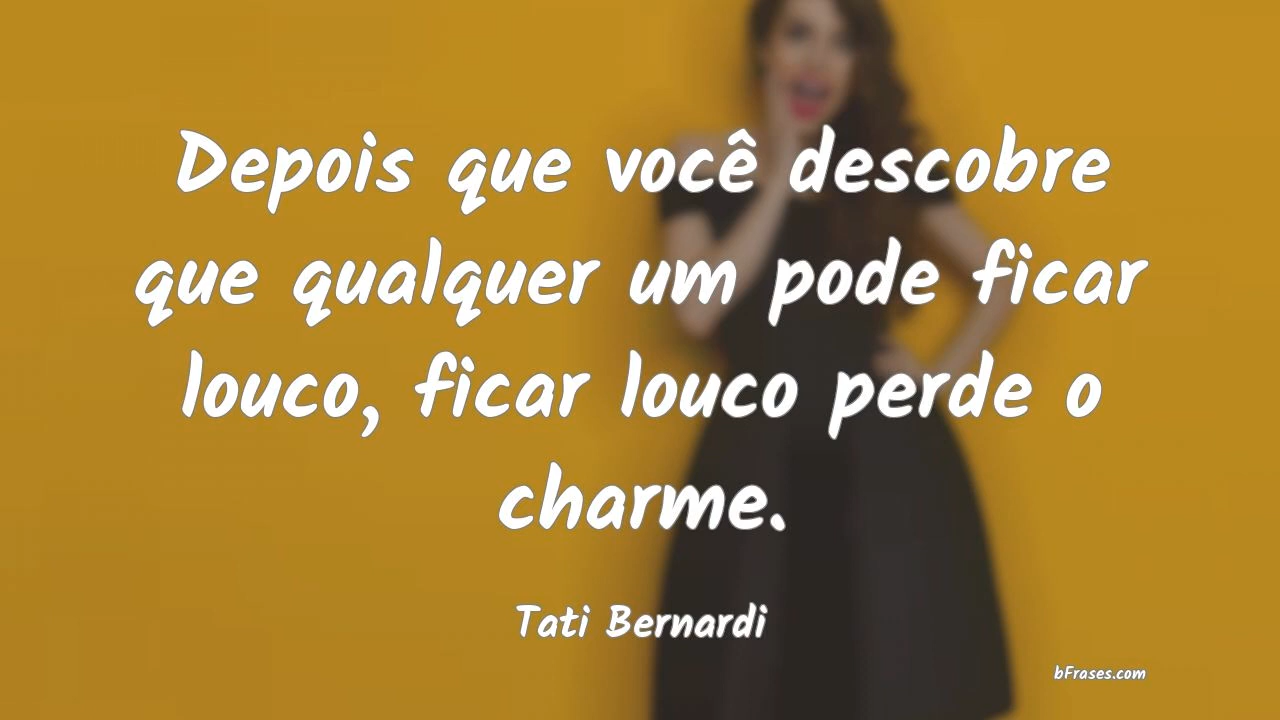 Depois que você descobre
que qualquer um pode ficar
louco, ficar louco perde o
charme.
Tati Bernardi
bFrases.com